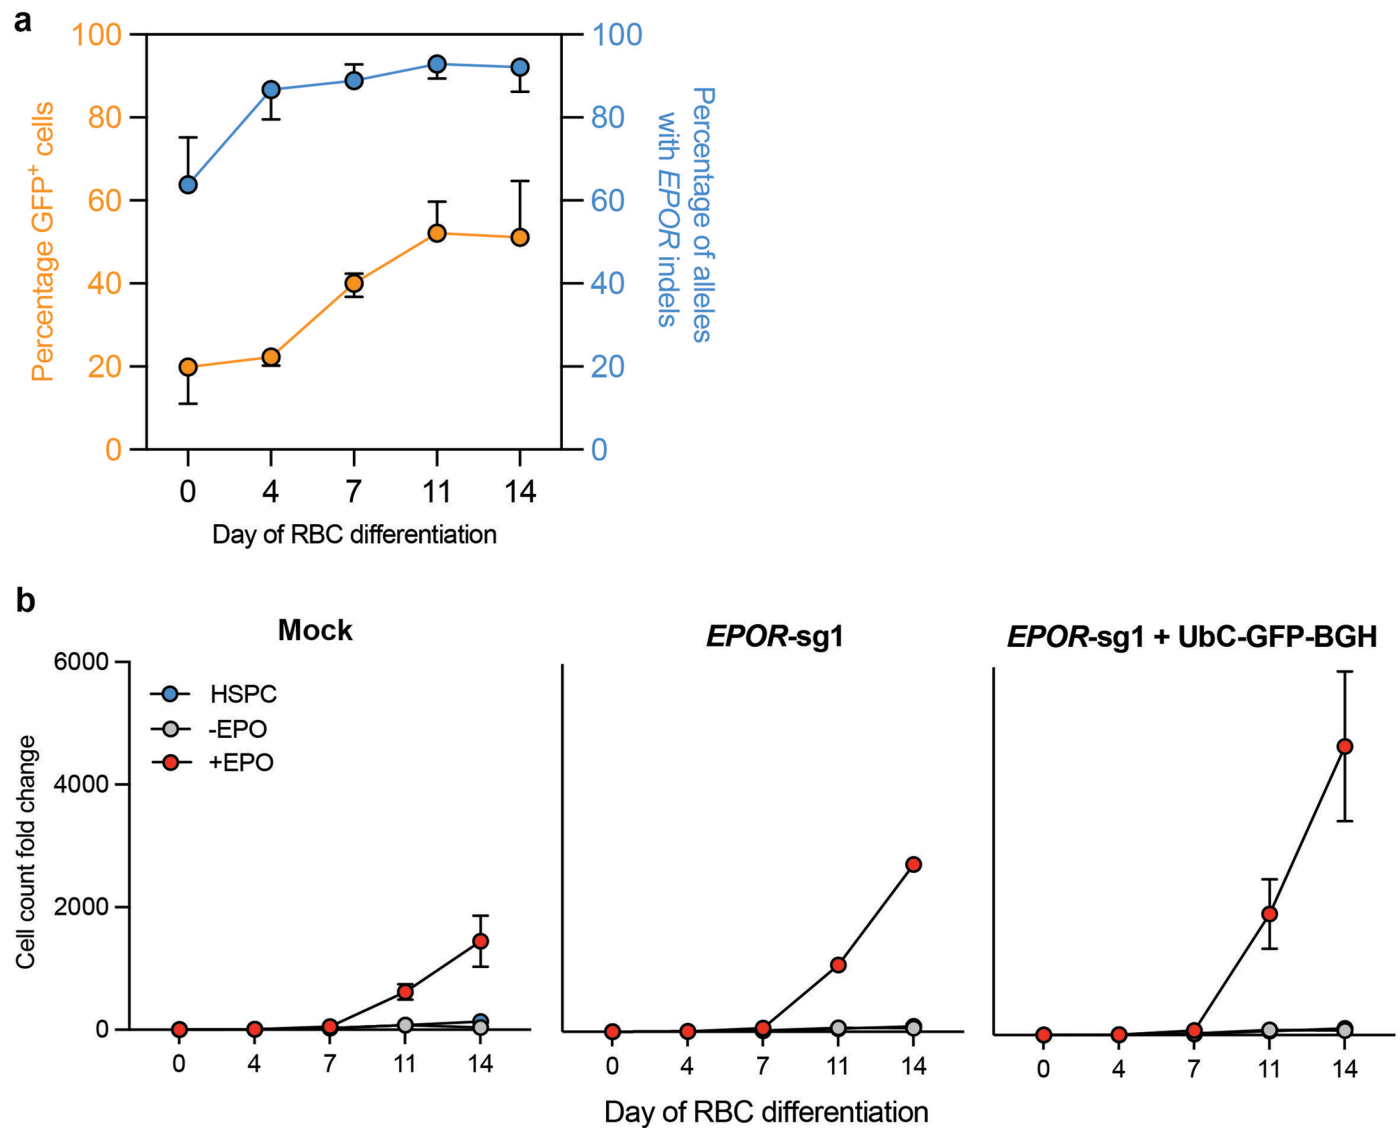 a
100
80
60
40
20
0
Percentage GFP⁺ cells
100
80
60
40
20
0
Percentage of alleles
with EPOR indels
0 4 7 11 14
Day of RBC differentiation
b
Mock
EPOR-sg1
EPOR-sg1 + UbC-GFP-BGH
6000
4000
2000
0
Cell count fold change
HSPC
-EPO
+EPO
0 4 7 11 14
0 4 7 11 14
0 4 7 11 14
Day of RBC differentiation